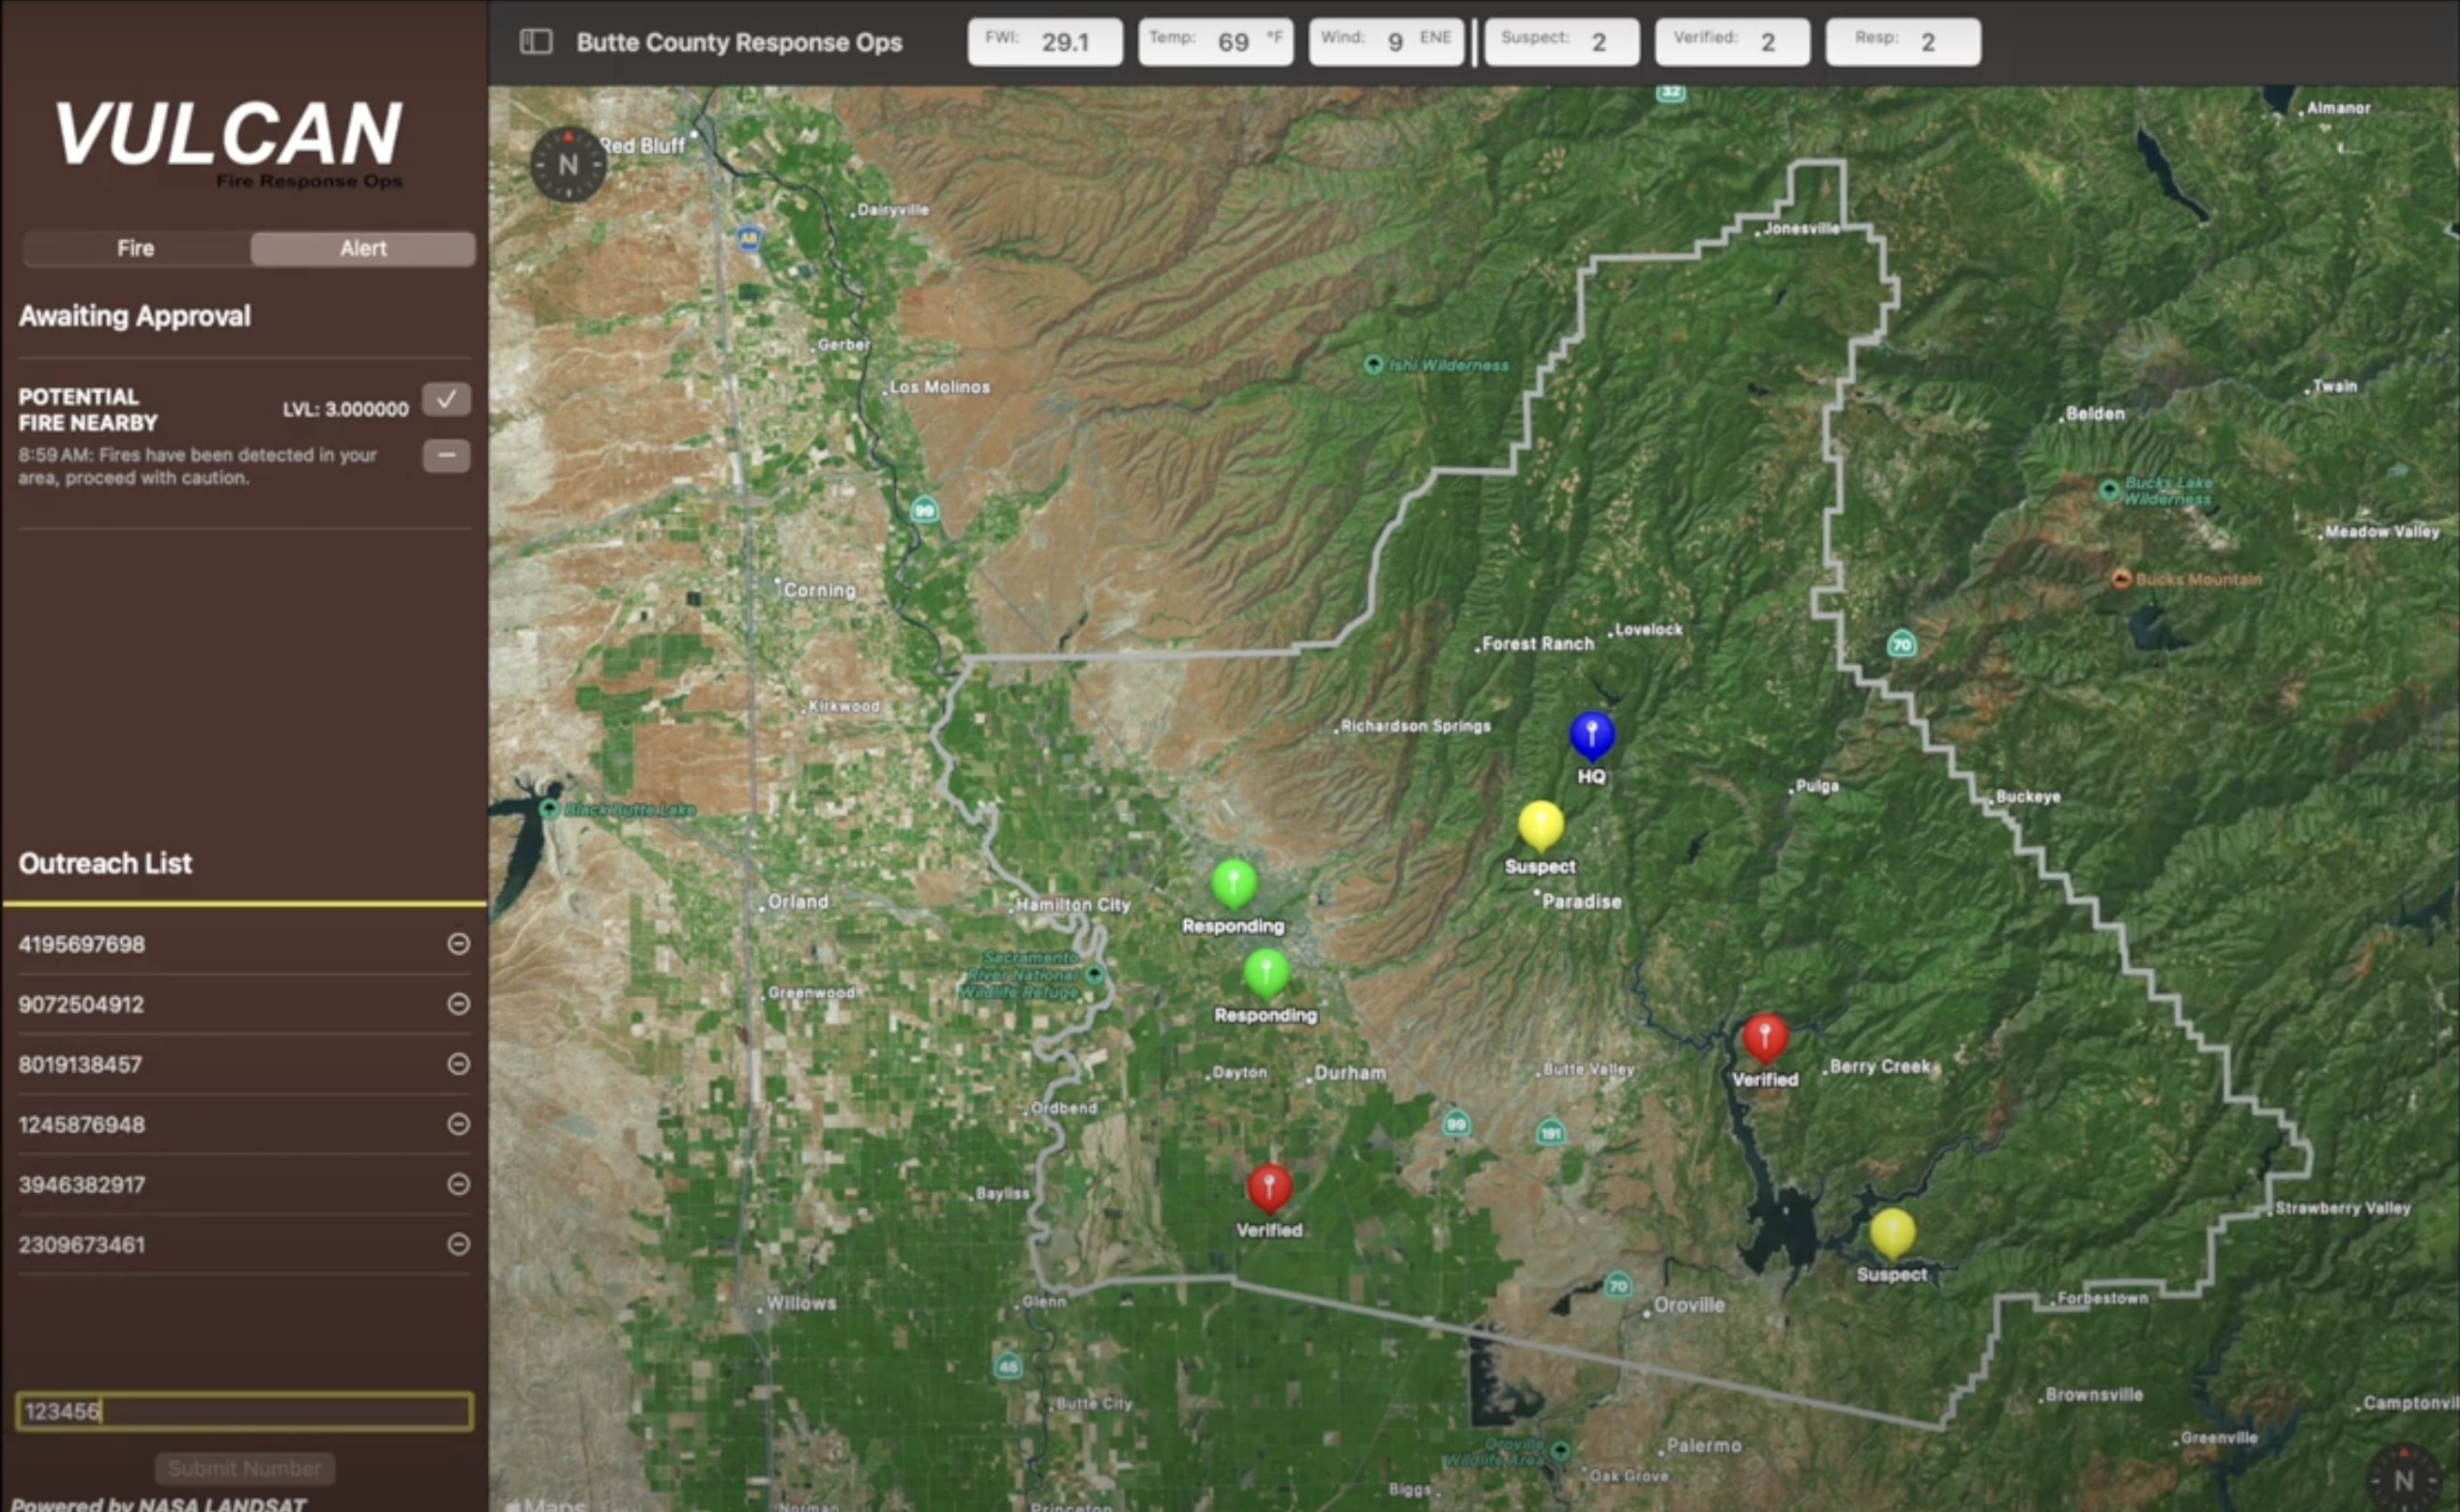 VULCAN
Fire Response Ops
Fire
Alert
Awaiting Approval
POTENTIAL
FIRE NEARBY
LVL: 3.000000
8:59 AM: Fires have been detected in your
area, proceed with caution.
Outreach List
4195697698
9072504912
8019138457
1245876948
3946382917
2309673461
123456
Submit Number
Powered by NASA LANDSAT
Butte County Response Ops
FWI: 29.1
Temp: 69 °F
Wind: 9 ENE
Suspect: 2
Verified: 2
Resp: 2
32
Almanor
N
Red Bluff
Dairyville
Jonesville
Gerber
Ishi Wilderness
Los Molinos
Twain
Belden
Bucks Lake
Wilderness
99
Meadow Valley
Bucks Mountain
Corning
Forest Ranch
Lovelock
70
Kirkwood
Richardson Springs
HQ
Pulga
Buckeye
Black Butte Lake
Suspect
Paradise
Orland
Hamilton City
Responding
Sacramento
River National
Wildlife Refuge
Greenwood
Responding
Dayton
Durham
Butte Valley
Verified
Berry Creek
Ordbend
99
191
Bayliss
Verified
Strawberry Valley
Suspect
Willows
Glenn
70
Oroville
Forbestown
45
Butte City
Brownsville
Camptonvil
Oroville
Wildlife Area
Palermo
Greenville
Oak Grove
Biggs
N
Maps
Norman
Princeton